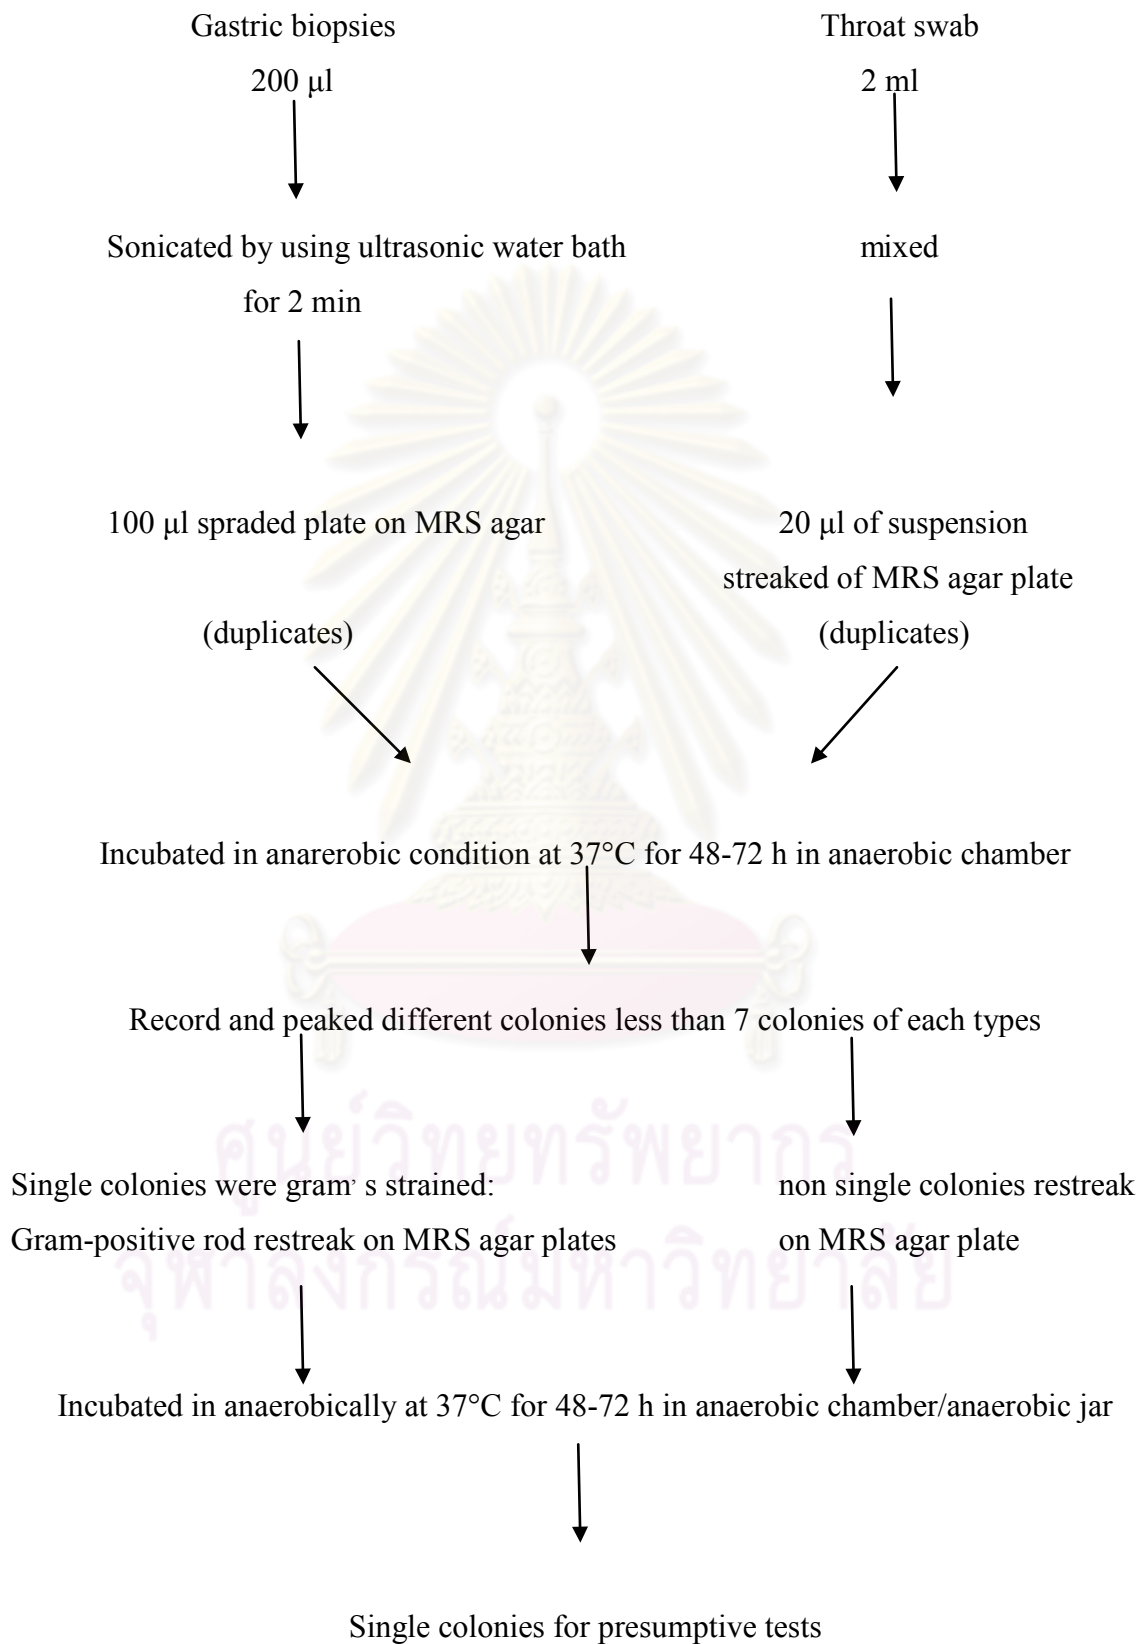 Gastric biopsies
Throat swab
200 µl
2 ml
Sonicated by using ultrasonic water bath
for 2 min
mixed
100 µl spraded plate on MRS agar
(duplicates)
20 µl of suspension
streaked of MRS agar plate
(duplicates)
Incubated in anarerobic condition at 37°C for 48-72 h in anaerobic chamber
Record and peaked different colonies less than 7 colonies of each types
Single colonies were gram’ s strained:
Gram-positive rod restreak on MRS agar plates
non single colonies restreak
on MRS agar plate
Incubated in anaerobically at 37°C for 48-72 h in anaerobic chamber/anaerobic jar
Single colonies for presumptive tests
ศูนย์วิทยทรัพยากร
จุฬาลงกรณ์มหาวิทยาลัย